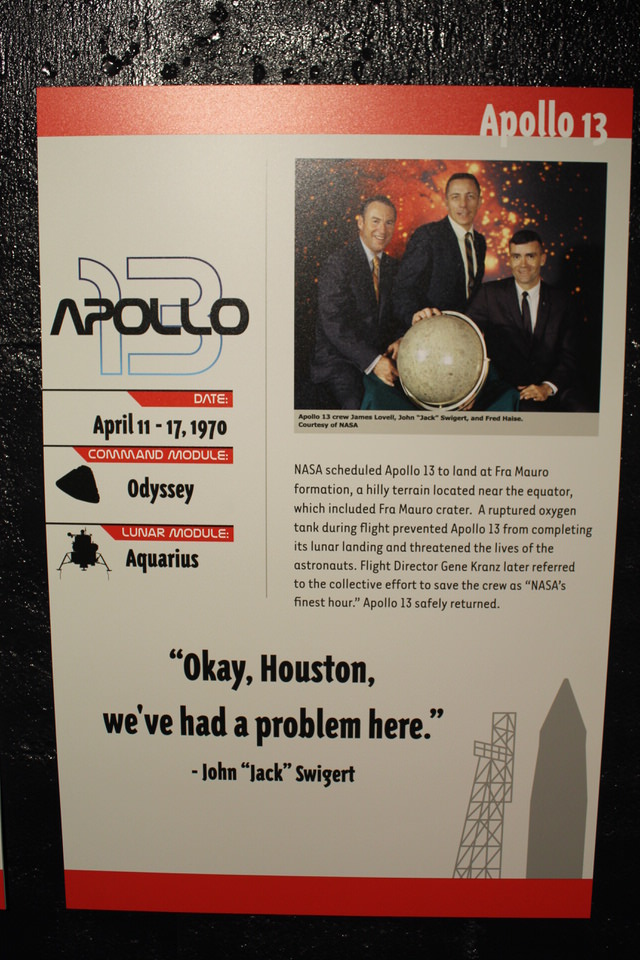 Apollo 13
13
APOLLO
DATE:
April 11 - 17, 1970
COMMAND MODULE:
Odyssey
LUNAR MODULE:
Aquarius
Apollo 13 crew James Lovell, John "Jack" Swigert, and Fred Haise.
Courtesy of NASA
NASA scheduled Apollo 13 to land at Fra Mauro
formation, a hilly terrain located near the equator,
which included Fra Mauro crater.  A ruptured oxygen
tank during flight prevented Apollo 13 from completing
its lunar landing and threatened the lives of the
astronauts. Flight Director Gene Kranz later referred
to the collective effort to save the crew as “NASA's
finest hour.” Apollo 13 safely returned.
“Okay, Houston,
we've had a problem here.”
- John “Jack” Swigert